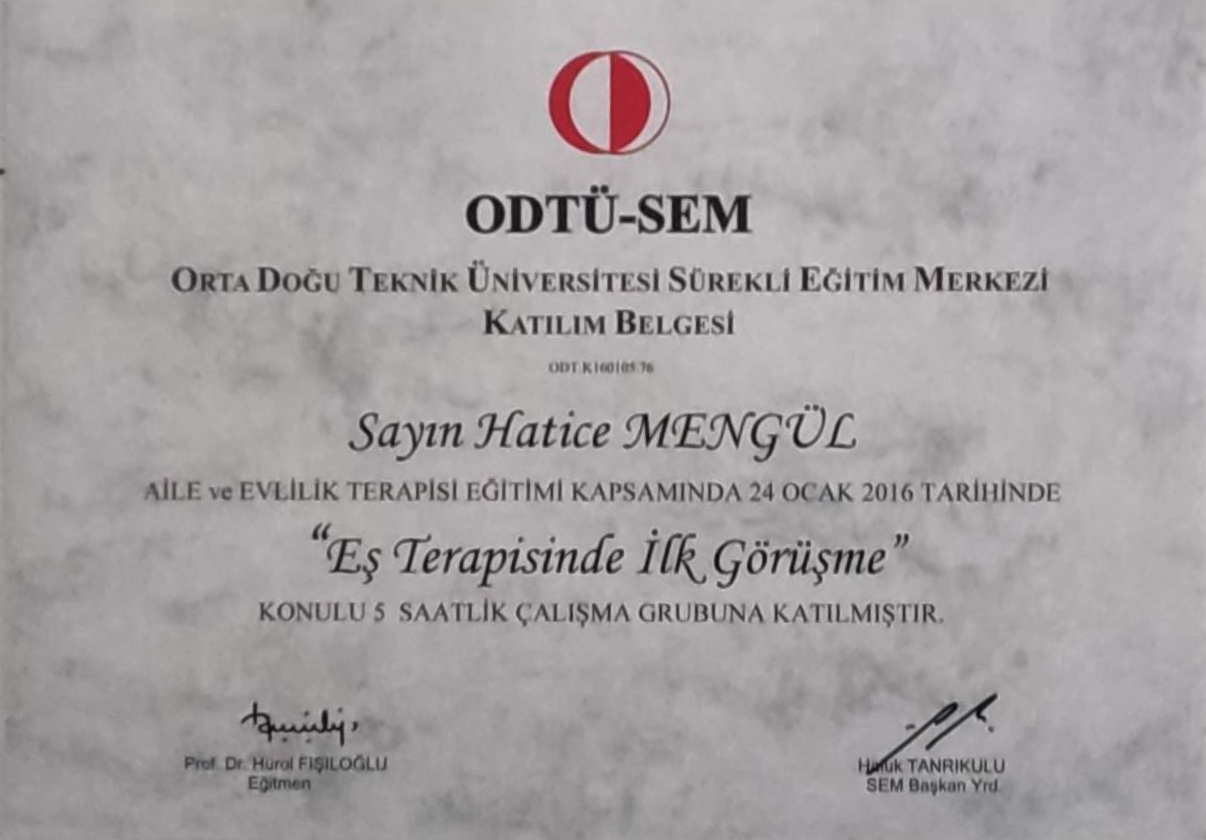 ODTÜ-SEM
ORTA DOĞU TEKNİK ÜNİVERSİTESİ SÜREKLİ EĞİTİM MERKEZİ
KATILIM BELGESİ
ODT.K160105.76
Sayın Hatice MENGÜL
AİLE ve EVLİLİK TERAPİSİ EĞİTİMİ KAPSAMINDA 24 OCAK 2016 TARİHİNDE
“Eş Terapisinde İlk Görüşme”
KONULU 5 SAATLİK ÇALIŞMA GRUBUNA KATILMIŞTIR.
Prof. Dr. Hürol FIŞILOĞLU
Eğitmen
Haluk TANRIKULU
SEM Başkan Yrd.